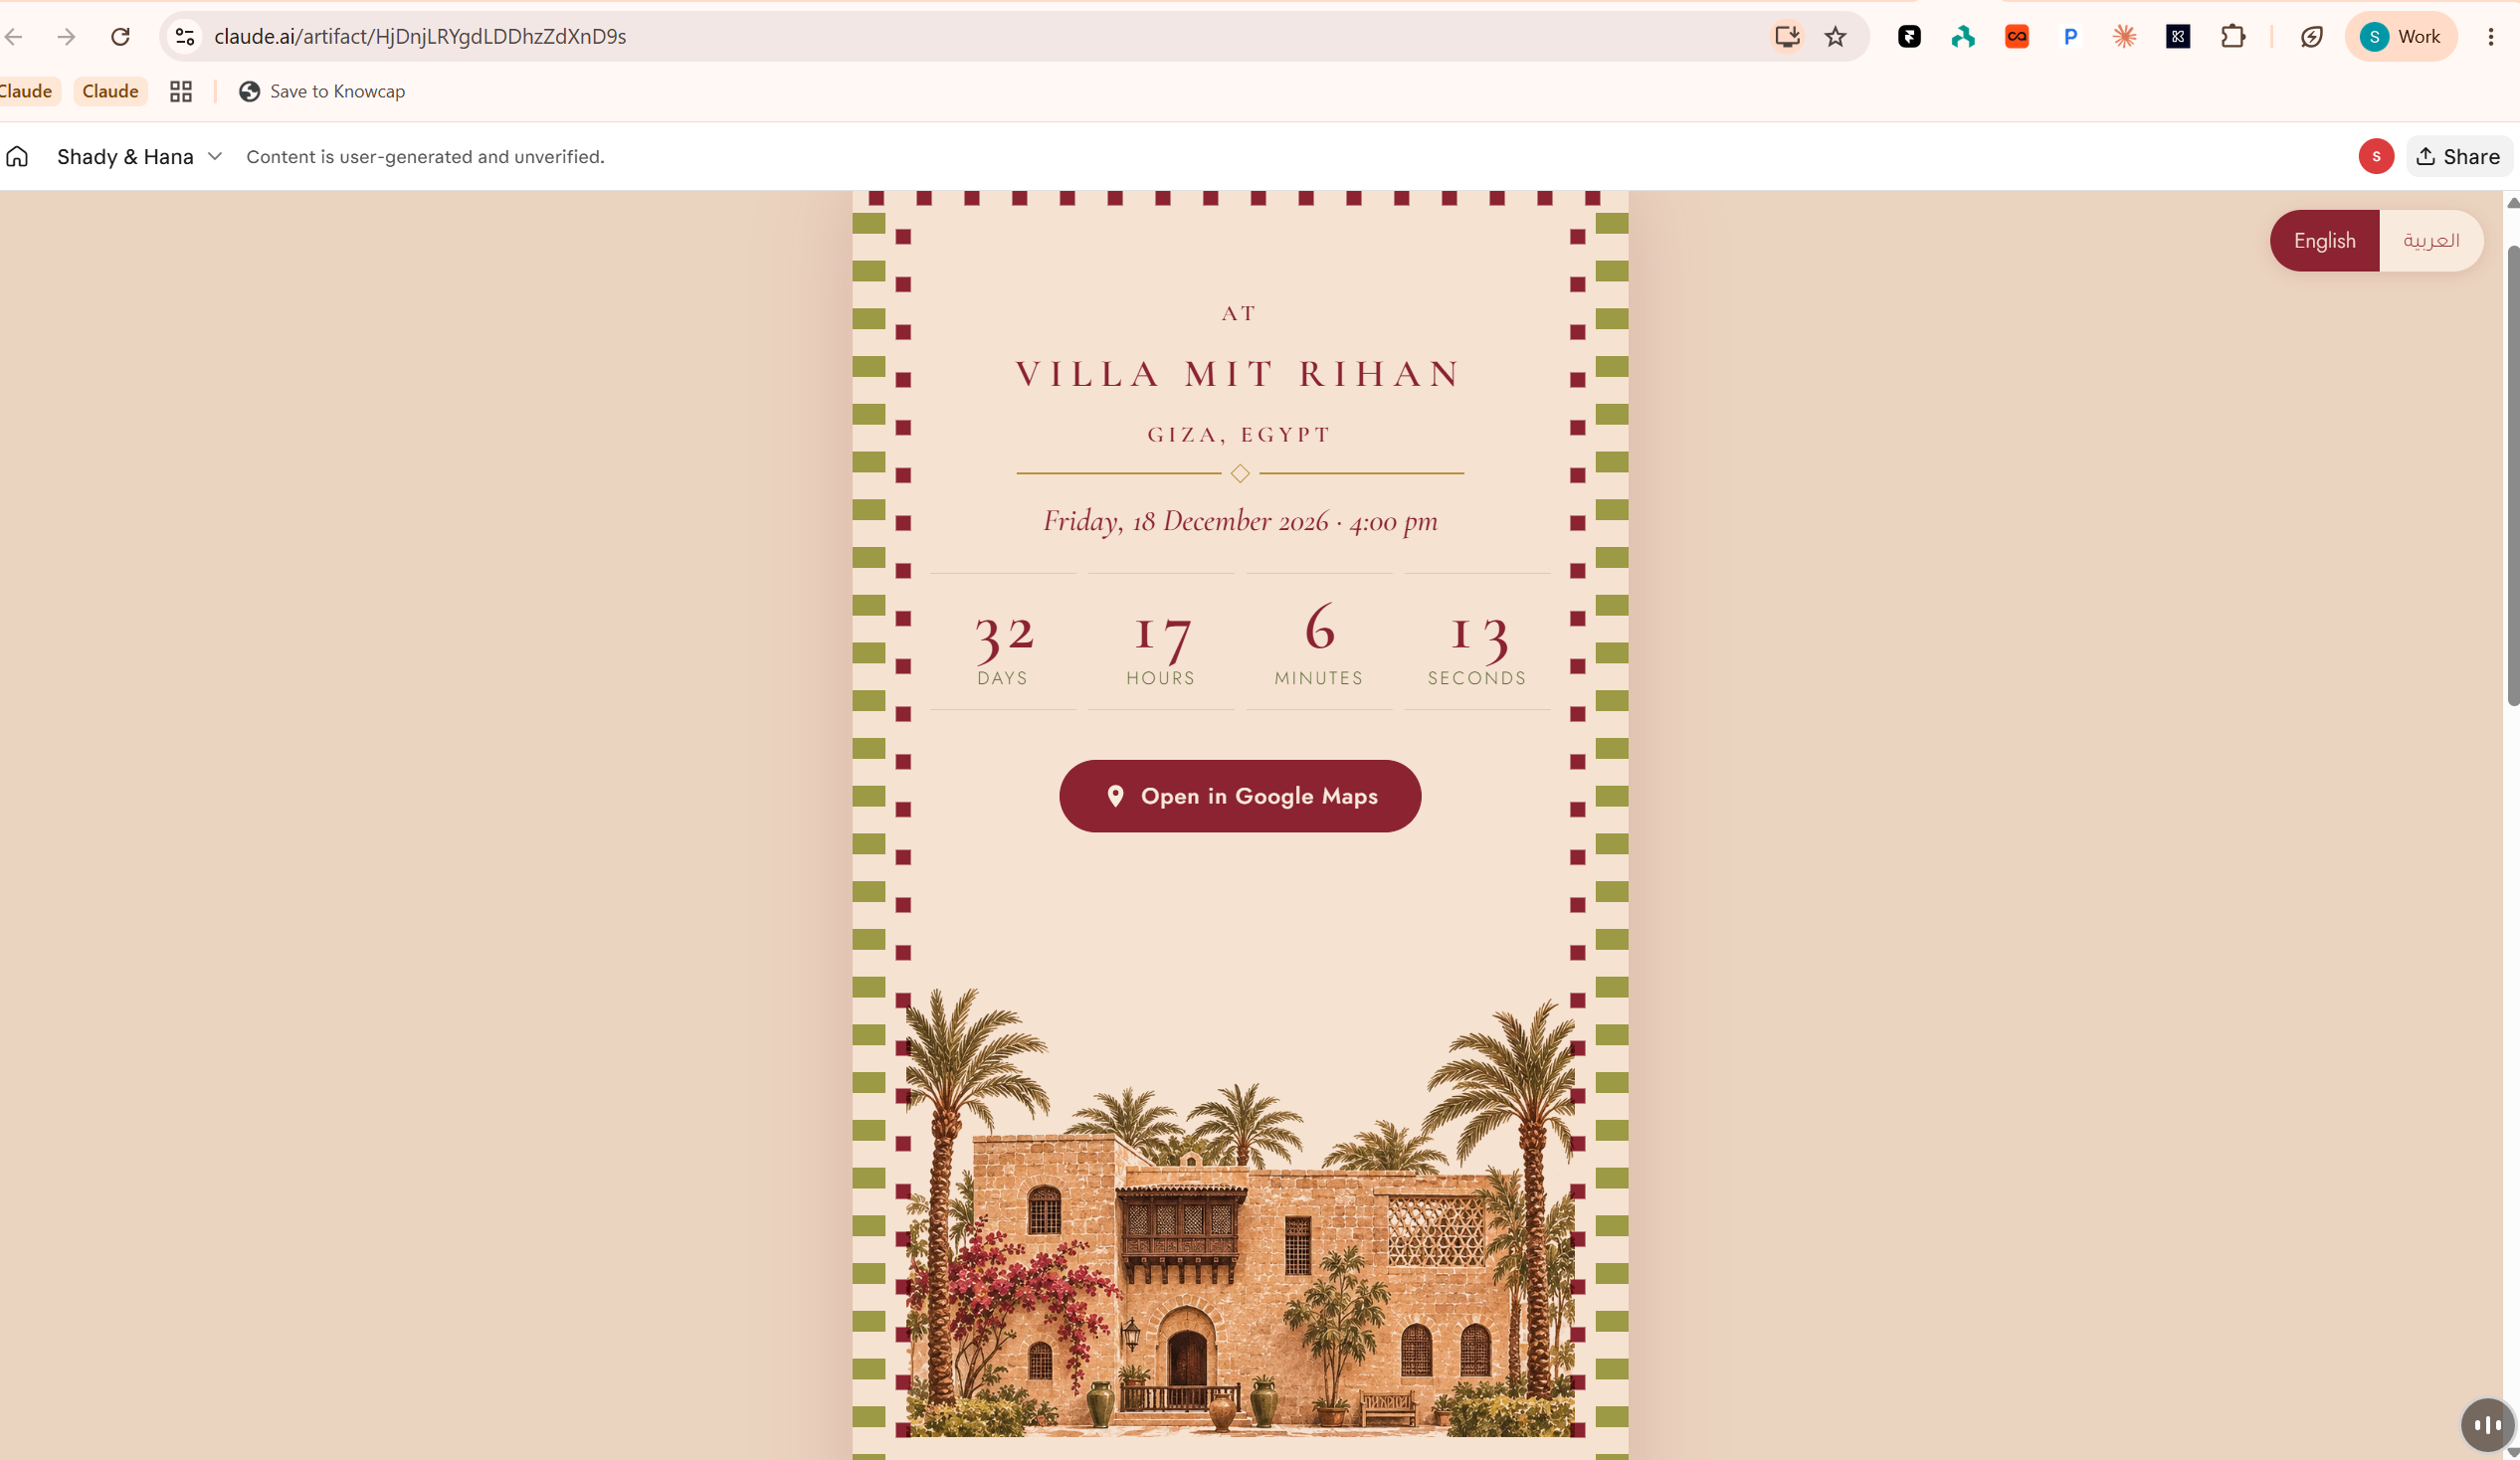 claude.ai/artifact/HjDnjLRYgdLDDhzZdXnD9s
P
S Work
Claude
Claude
Save to Knowcap
Shady & Hana
Content is user-generated and unverified.
S
Share
English
العربية
AT
VILLA MIT RIHAN
GIZA, EGYPT
Friday, 18 December 2026 · 4:00 pm
32 17 6 13
DAYS HOURS MINUTES SECONDS
Open in Google Maps